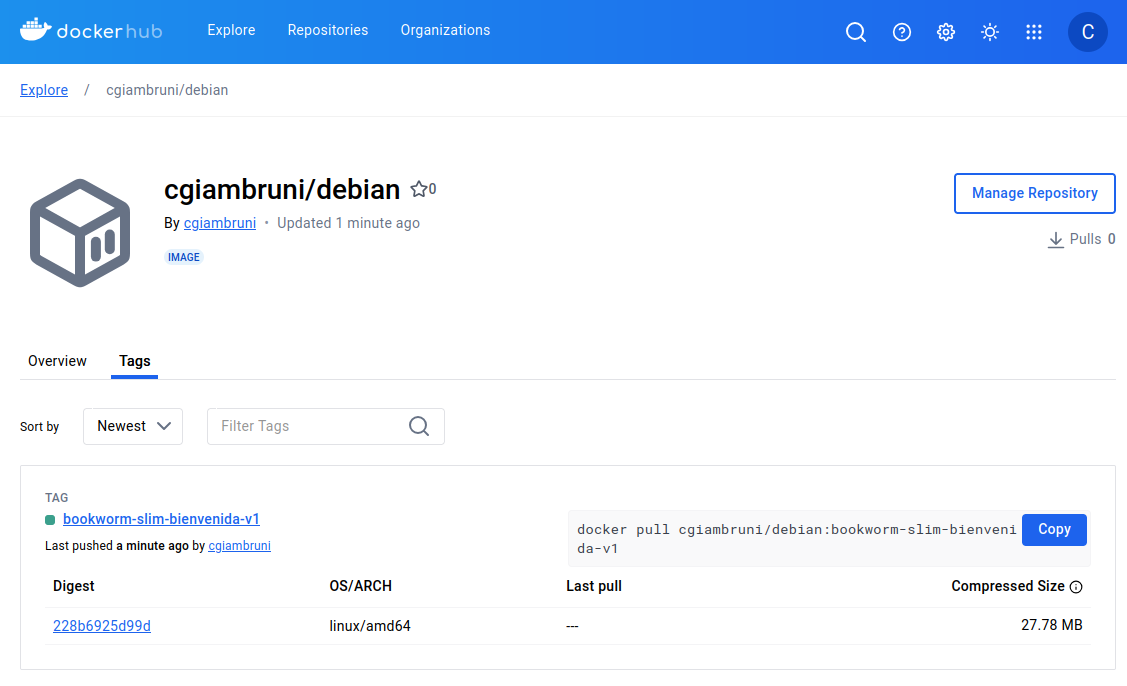 dockerhub Explore Repositories Organizations C
Explore / cgiambruni/debian
cgiambruni/debian 0
Manage Repository
By cgiambruni • Updated 1 minute ago
Pulls 0
IMAGE
Overview Tags
Sort by Newest Filter Tags
TAG
bookworm-slim-bienvenida-v1
Last pushed a minute ago by cgiambruni
docker pull cgiambruni/debian:bookworm-slim-bienveni
da-v1
Copy
Digest OS/ARCH Last pull Compressed Size
228b6925d99d linux/amd64 --- 27.78 MB